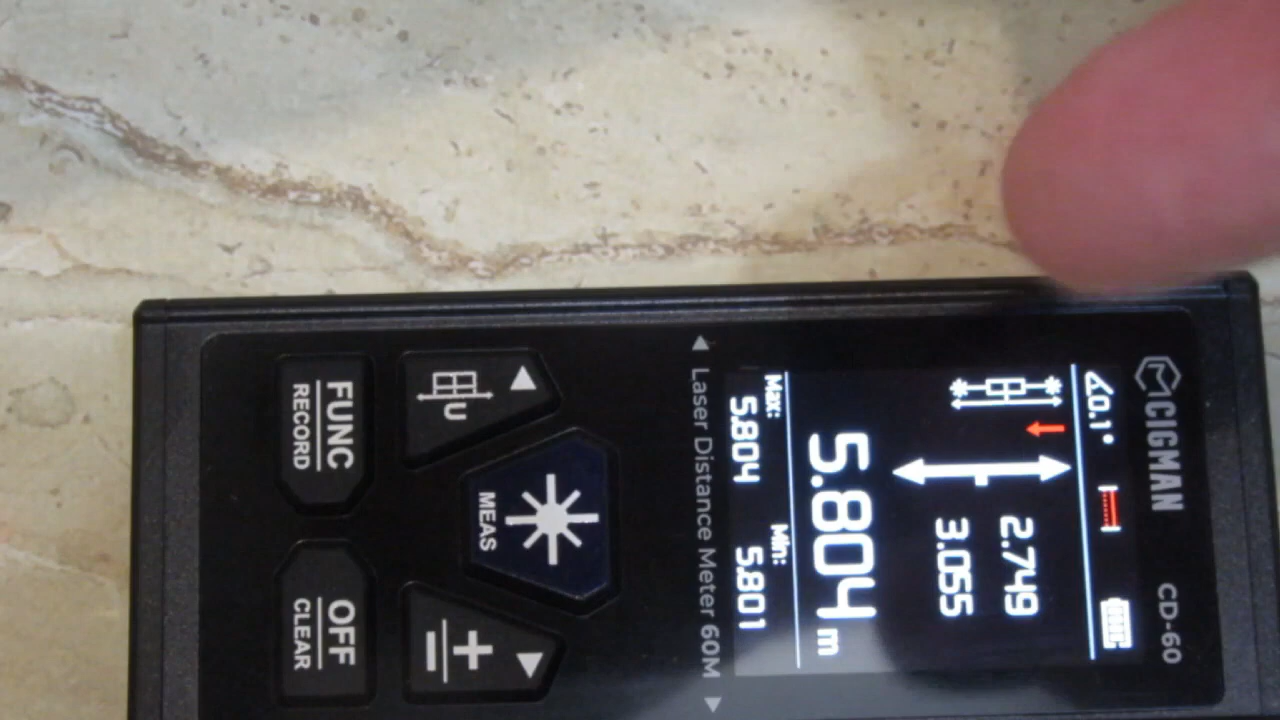 CIGMAN CD-60
0.1°
2.749
3.055
5.804 m
Max: Min:
5.804 5.801
Laser Distance Meter 60M
U
MEAS
+
−
FUNC
RECORD
OFF
CLEAR